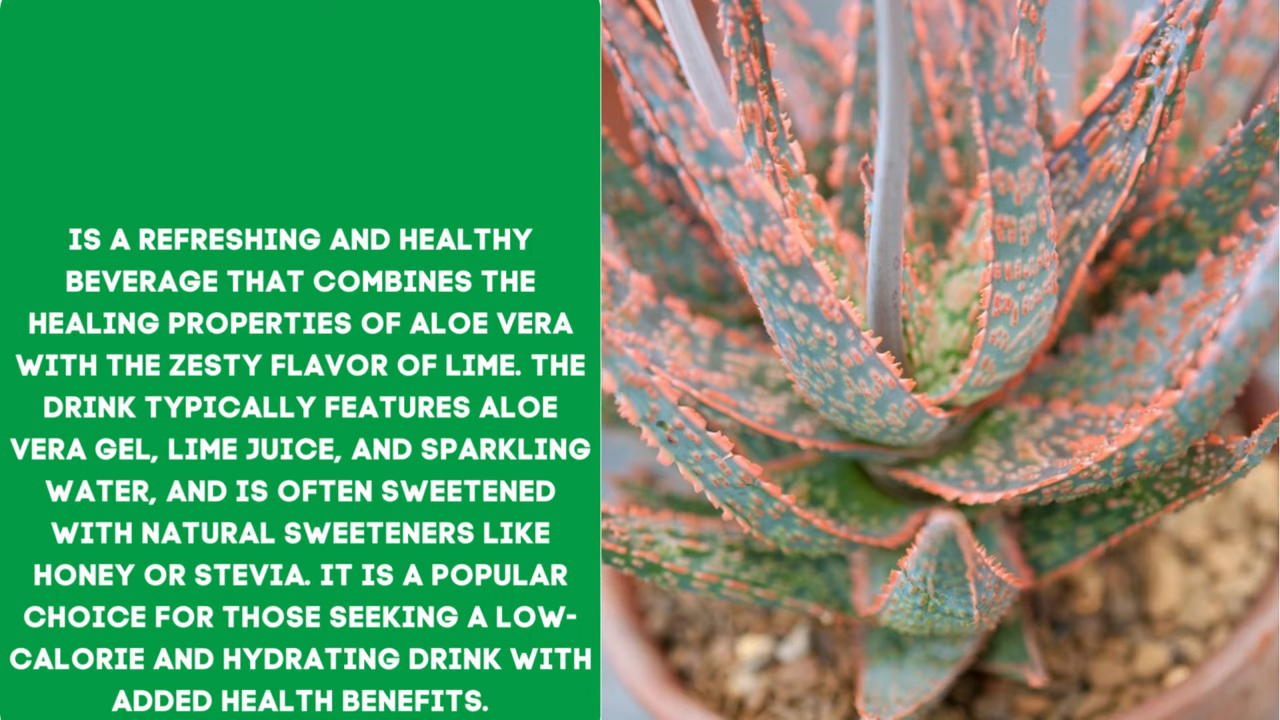 IS A REFRESHING AND HEALTHY
BEVERAGE THAT COMBINES THE
HEALING PROPERTIES OF ALOE VERA
WITH THE ZESTY FLAVOR OF LIME. THE
DRINK TYPICALLY FEATURES ALOE
VERA GEL, LIME JUICE, AND SPARKLING
WATER, AND IS OFTEN SWEETENED
WITH NATURAL SWEETENERS LIKE
HONEY OR STEVIA. IT IS A POPULAR
CHOICE FOR THOSE SEEKING A LOW-
CALORIE AND HYDRATING DRINK WITH
ADDED HEALTH BENEFITS.